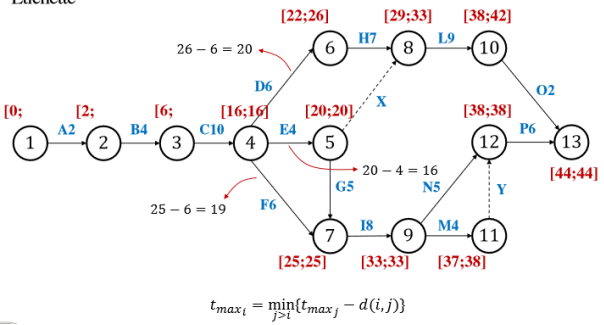 [22;26] [29;33] [38;42]
26 − 6 = 20 6 H7 8 L9 10
D6 X O2
[0; [2; [6; [16;16] [20;20] [38;38]
1 A2 2 B4 3 C10 4 E4 5 12 P6 13
20 − 4 = 16 [44;44]
25 − 6 = 19 F6 G5 N5 Y
7 I8 9 M4 11
[25;25] [33;33] [37;38]
t_{max_i} = min_{j>i}{t_{max_j} − d(i,j)}